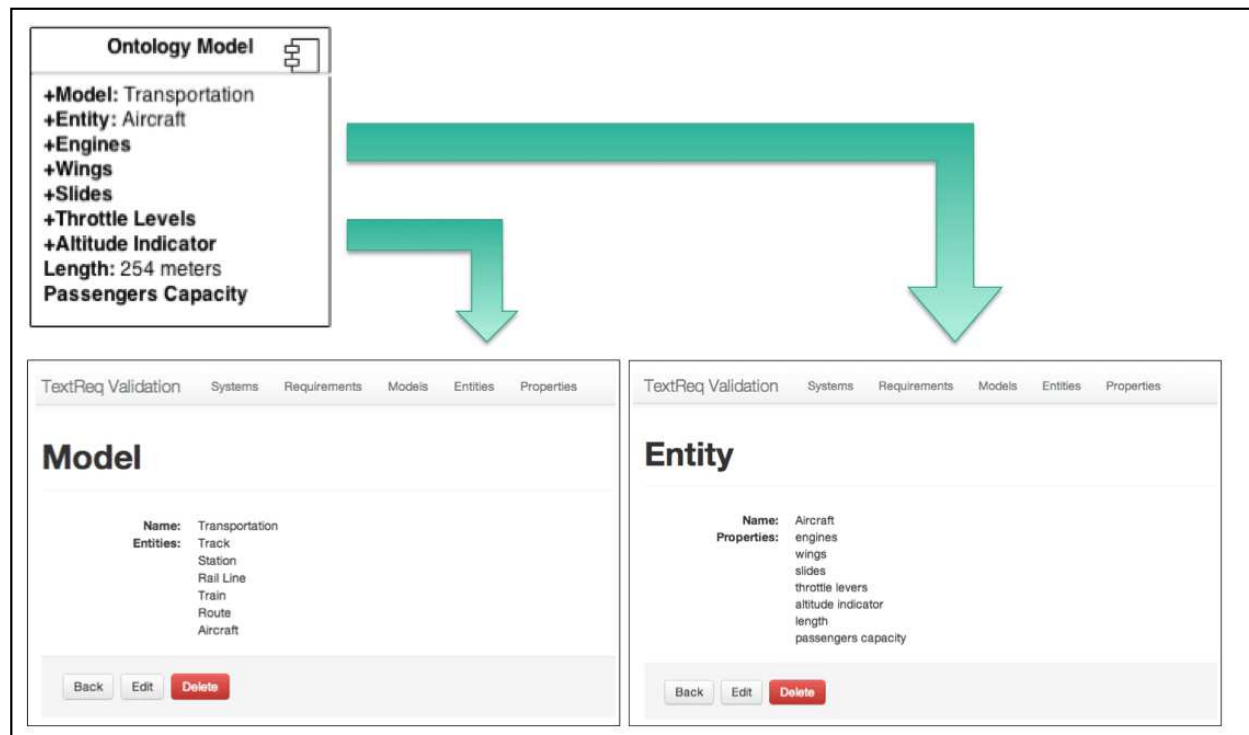 Ontology Model
+Model: Transportation
+Entity: Aircraft
+Engines
+Wings
+Slides
+Throttle Levels
+Altitude Indicator
Length: 254 meters
Passengers Capacity
TextReq Validation Systems Requirements Models Entities Properties
Model
Name: Transportation
Entities: Track
Station
Rail Line
Train
Route
Aircraft
Back Edit Delete
TextReq Validation Systems Requirements Models Entities Properties
Entity
Name: Aircraft
Properties: engines
wings
slides
throttle levers
altitude indicator
length
passengers capacity
Back Edit Delete